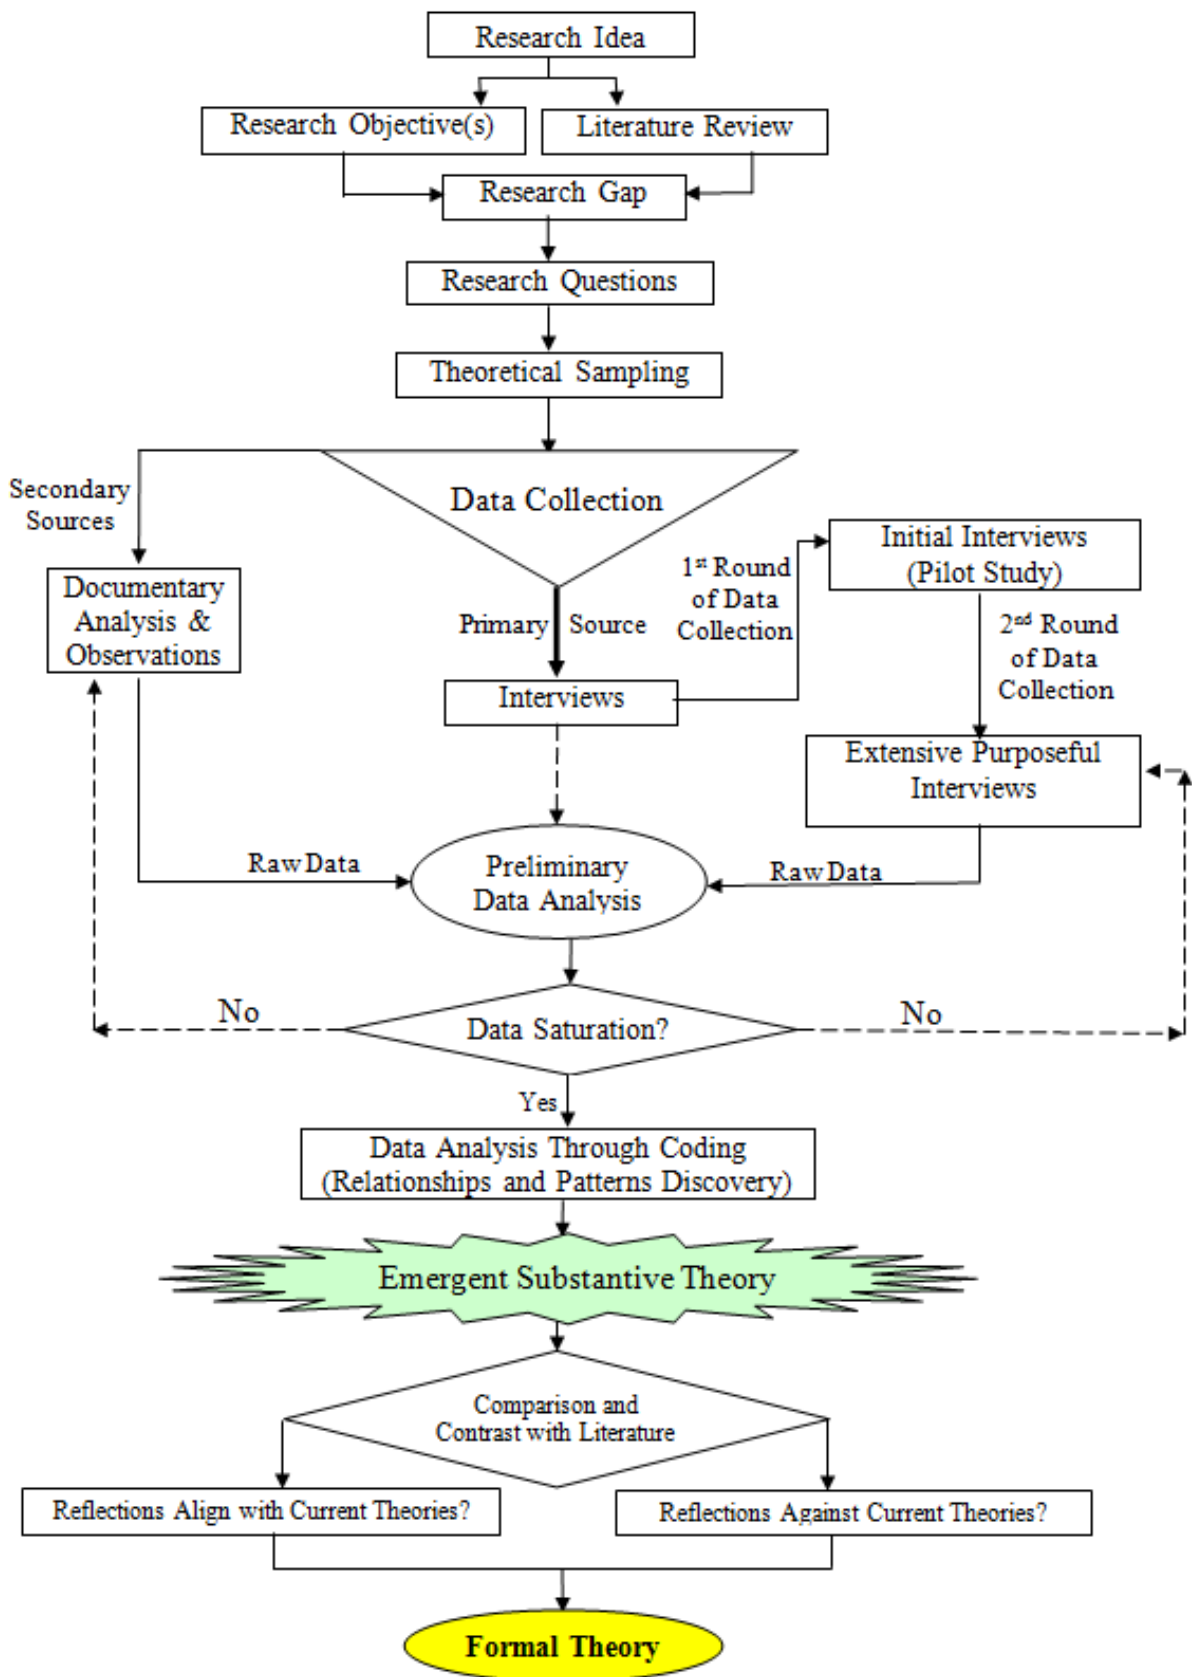 Research Idea
Research Objective(s)
Literature Review
Research Gap
Research Questions
Theoretical Sampling
Data Collection
Secondary
Sources
Documentary
Analysis &
Observations
Primary Source
Interviews
1st Round
of Data
Collection
Initial Interviews
(Pilot Study)
2nd Round
of Data
Collection
Extensive Purposeful
Interviews
Raw Data
Preliminary
Data Analysis
Raw Data
No
Data Saturation?
No
Yes
Data Analysis Through Coding
(Relationships and Patterns Discovery)
Emergent Substantive Theory
Comparison and
Contrast with Literature
Reflections Align with Current Theories?
Reflections Against Current Theories?
Formal Theory